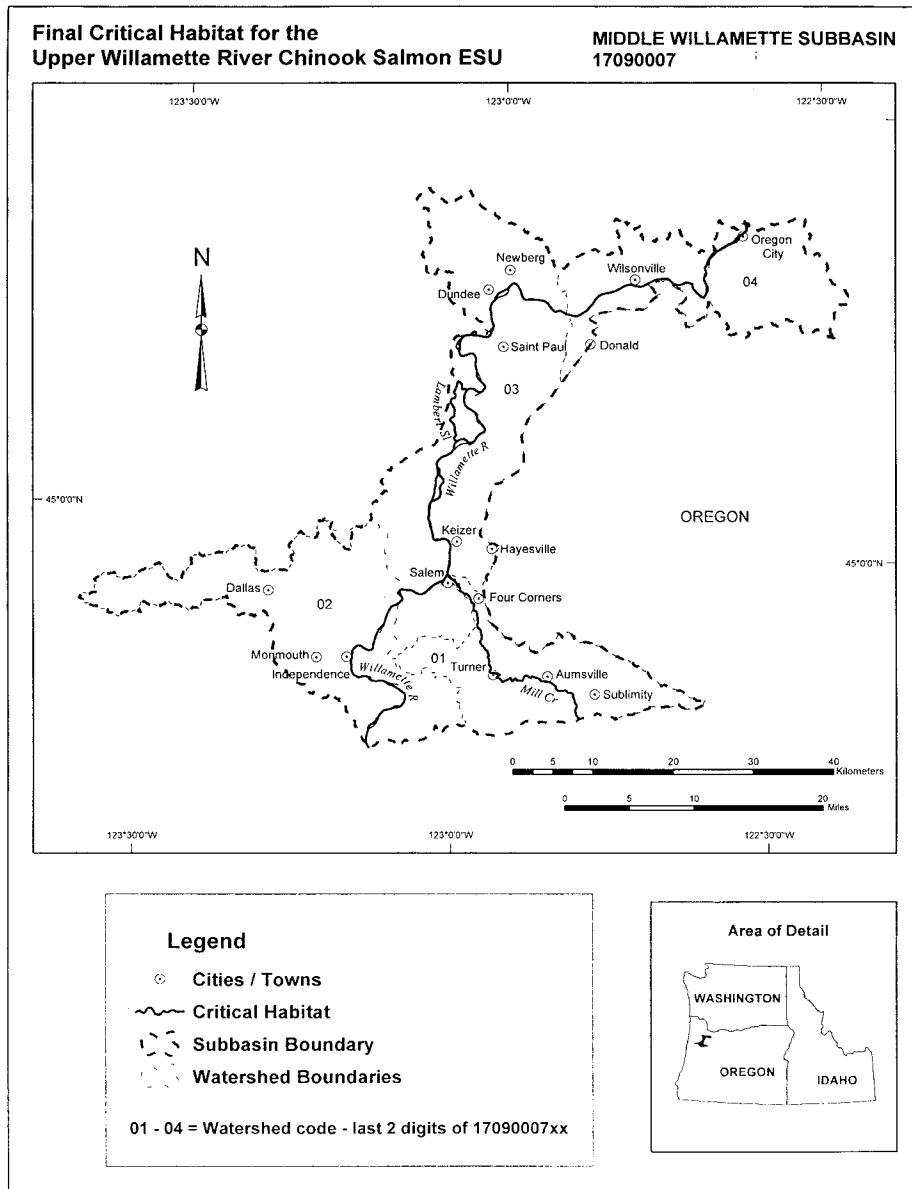 Final Critical Habitat for the
Upper Willamette River Chinook Salmon ESU
MIDDLE WILLAMETTE SUBBASIN
17090007
123°30'0"W
123°0'0"W
122°30'0"W
N
Oregon
City
04
Newberg
Wilsonville
Dundee
Saint Paul
Donald
03
Lambert Sl
Willamette R
45°0'0"N
OREGON
Keizer
Hayesville
45°0'0"N
Salem
Dallas
Four Corners
02
Monmouth
01
Independence
Willamette R
Turner
Aumsville
Mill Cr
Sublimity
0 5 10 20 30 40
Kilometers
0 5 10 20
Miles
123°30'0"W
123°0'0"W
122°30'0"W
Legend
Cities / Towns
Critical Habitat
Subbasin Boundary
Watershed Boundaries
01 - 04 = Watershed code - last 2 digits of 17090007xx
Area of Detail
WASHINGTON
OREGON
IDAHO